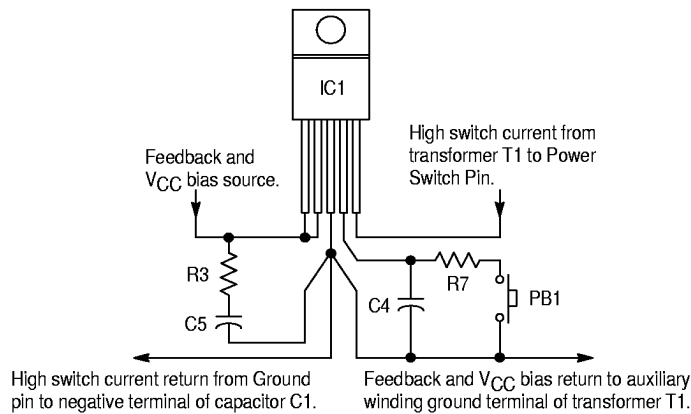 IC1
Feedback and
VCC bias source.
High switch current from
transformer T1 to Power
Switch Pin.
R3
C5
C4
R7
PB1
High switch current return from Ground
pin to negative terminal of capacitor C1.
Feedback and VCC bias return to auxiliary
winding ground terminal of transformer T1.